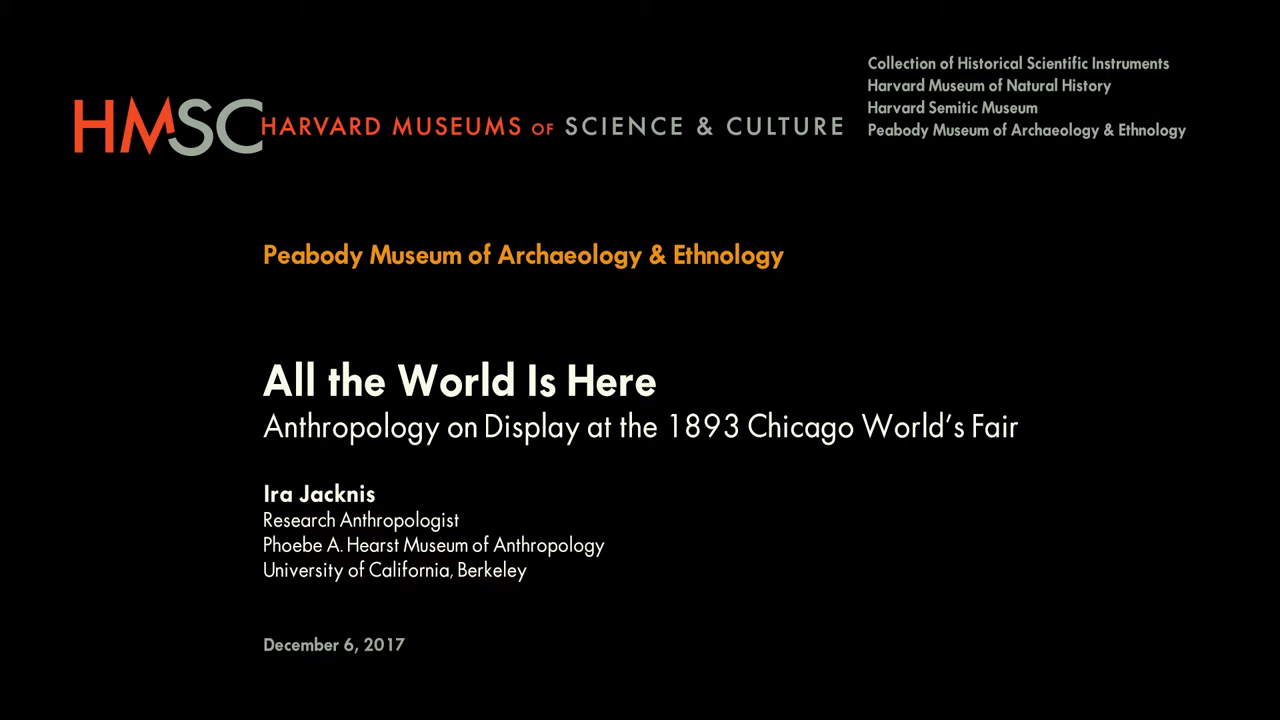 HMSC HARVARD MUSEUMS OF SCIENCE & CULTURE
Collection of Historical Scientific Instruments
Harvard Museum of Natural History
Harvard Semitic Museum
Peabody Museum of Archaeology & Ethnology
Peabody Museum of Archaeology & Ethnology
All the World Is Here
Anthropology on Display at the 1893 Chicago World's Fair
Ira Jacknis
Research Anthropologist
Phoebe A. Hearst Museum of Anthropology
University of California, Berkeley
December 6, 2017